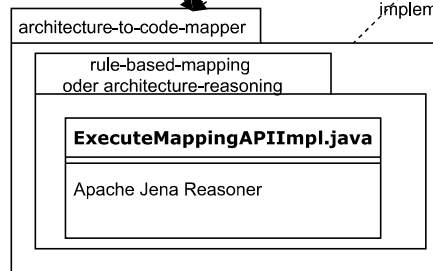 implem
architecture-to-code-mapper
rule-based-mapping
oder architecture-reasoning
ExecuteMappingAPIImpl.java
Apache Jena Reasoner